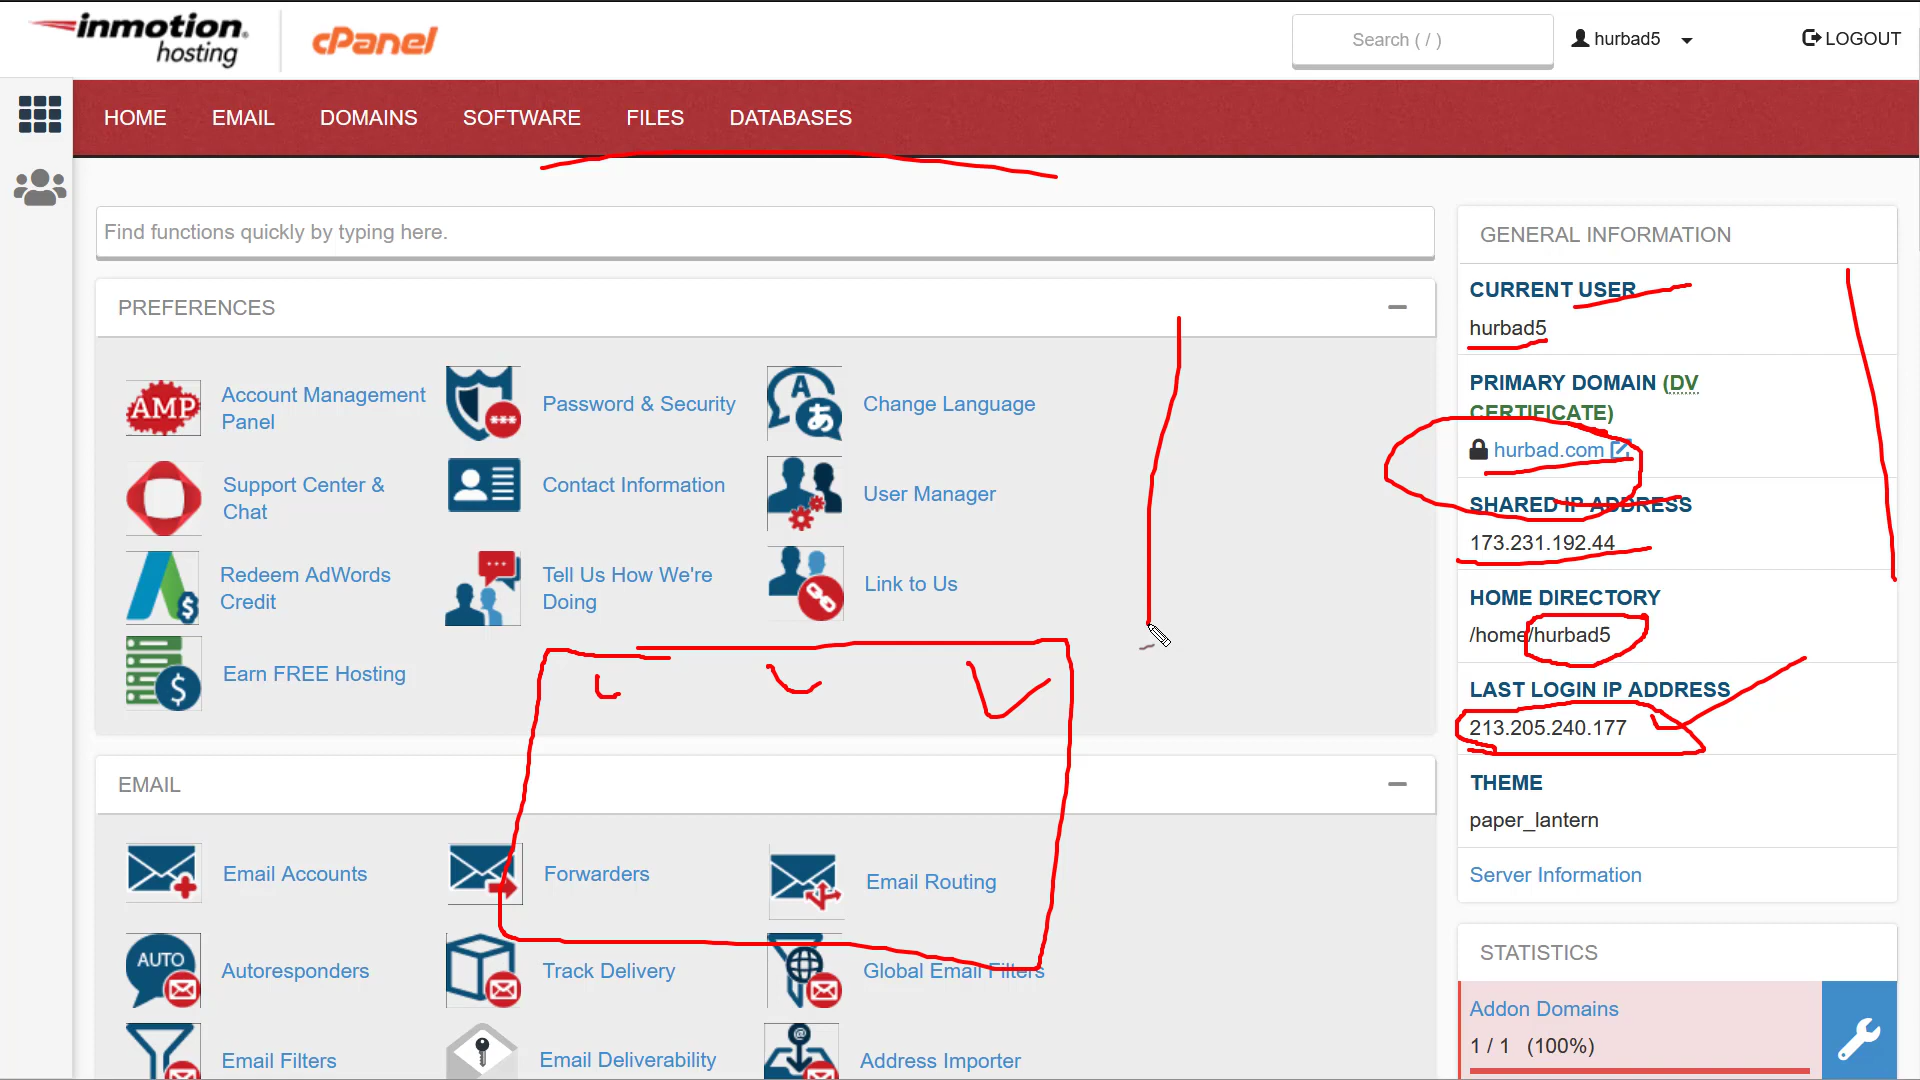 inmotion hosting
cPanel
Search ( / )
hurbad5
LOGOUT
HOME EMAIL DOMAINS SOFTWARE FILES DATABASES
Find functions quickly by typing here.
PREFERENCES
AMP
Account Management Panel
Password & Security
Change Language
Support Center & Chat
Contact Information
User Manager
Redeem AdWords Credit
Tell Us How We're Doing
Link to Us
Earn FREE Hosting
EMAIL
Email Accounts
Forwarders
Email Routing
AUTO
Autoresponders
Track Delivery
Global Email Filters
Email Filters
Email Deliverability
Address Importer
GENERAL INFORMATION
CURRENT USER
hurbad5
PRIMARY DOMAIN (DV
CERTIFICATE)
hurbad.com
SHARED IP ADDRESS
173.231.192.44
HOME DIRECTORY
/home/hurbad5
LAST LOGIN IP ADDRESS
213.205.240.177
THEME
paper_lantern
Server Information
STATISTICS
Addon Domains
1 / 1 (100%)